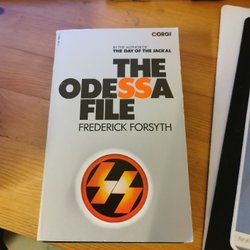 CORGI
BY THE AUTHOR OF
THE DAY OF THE JACKAL
THE
ODESSA
FILE
FREDERICK FORSYTH